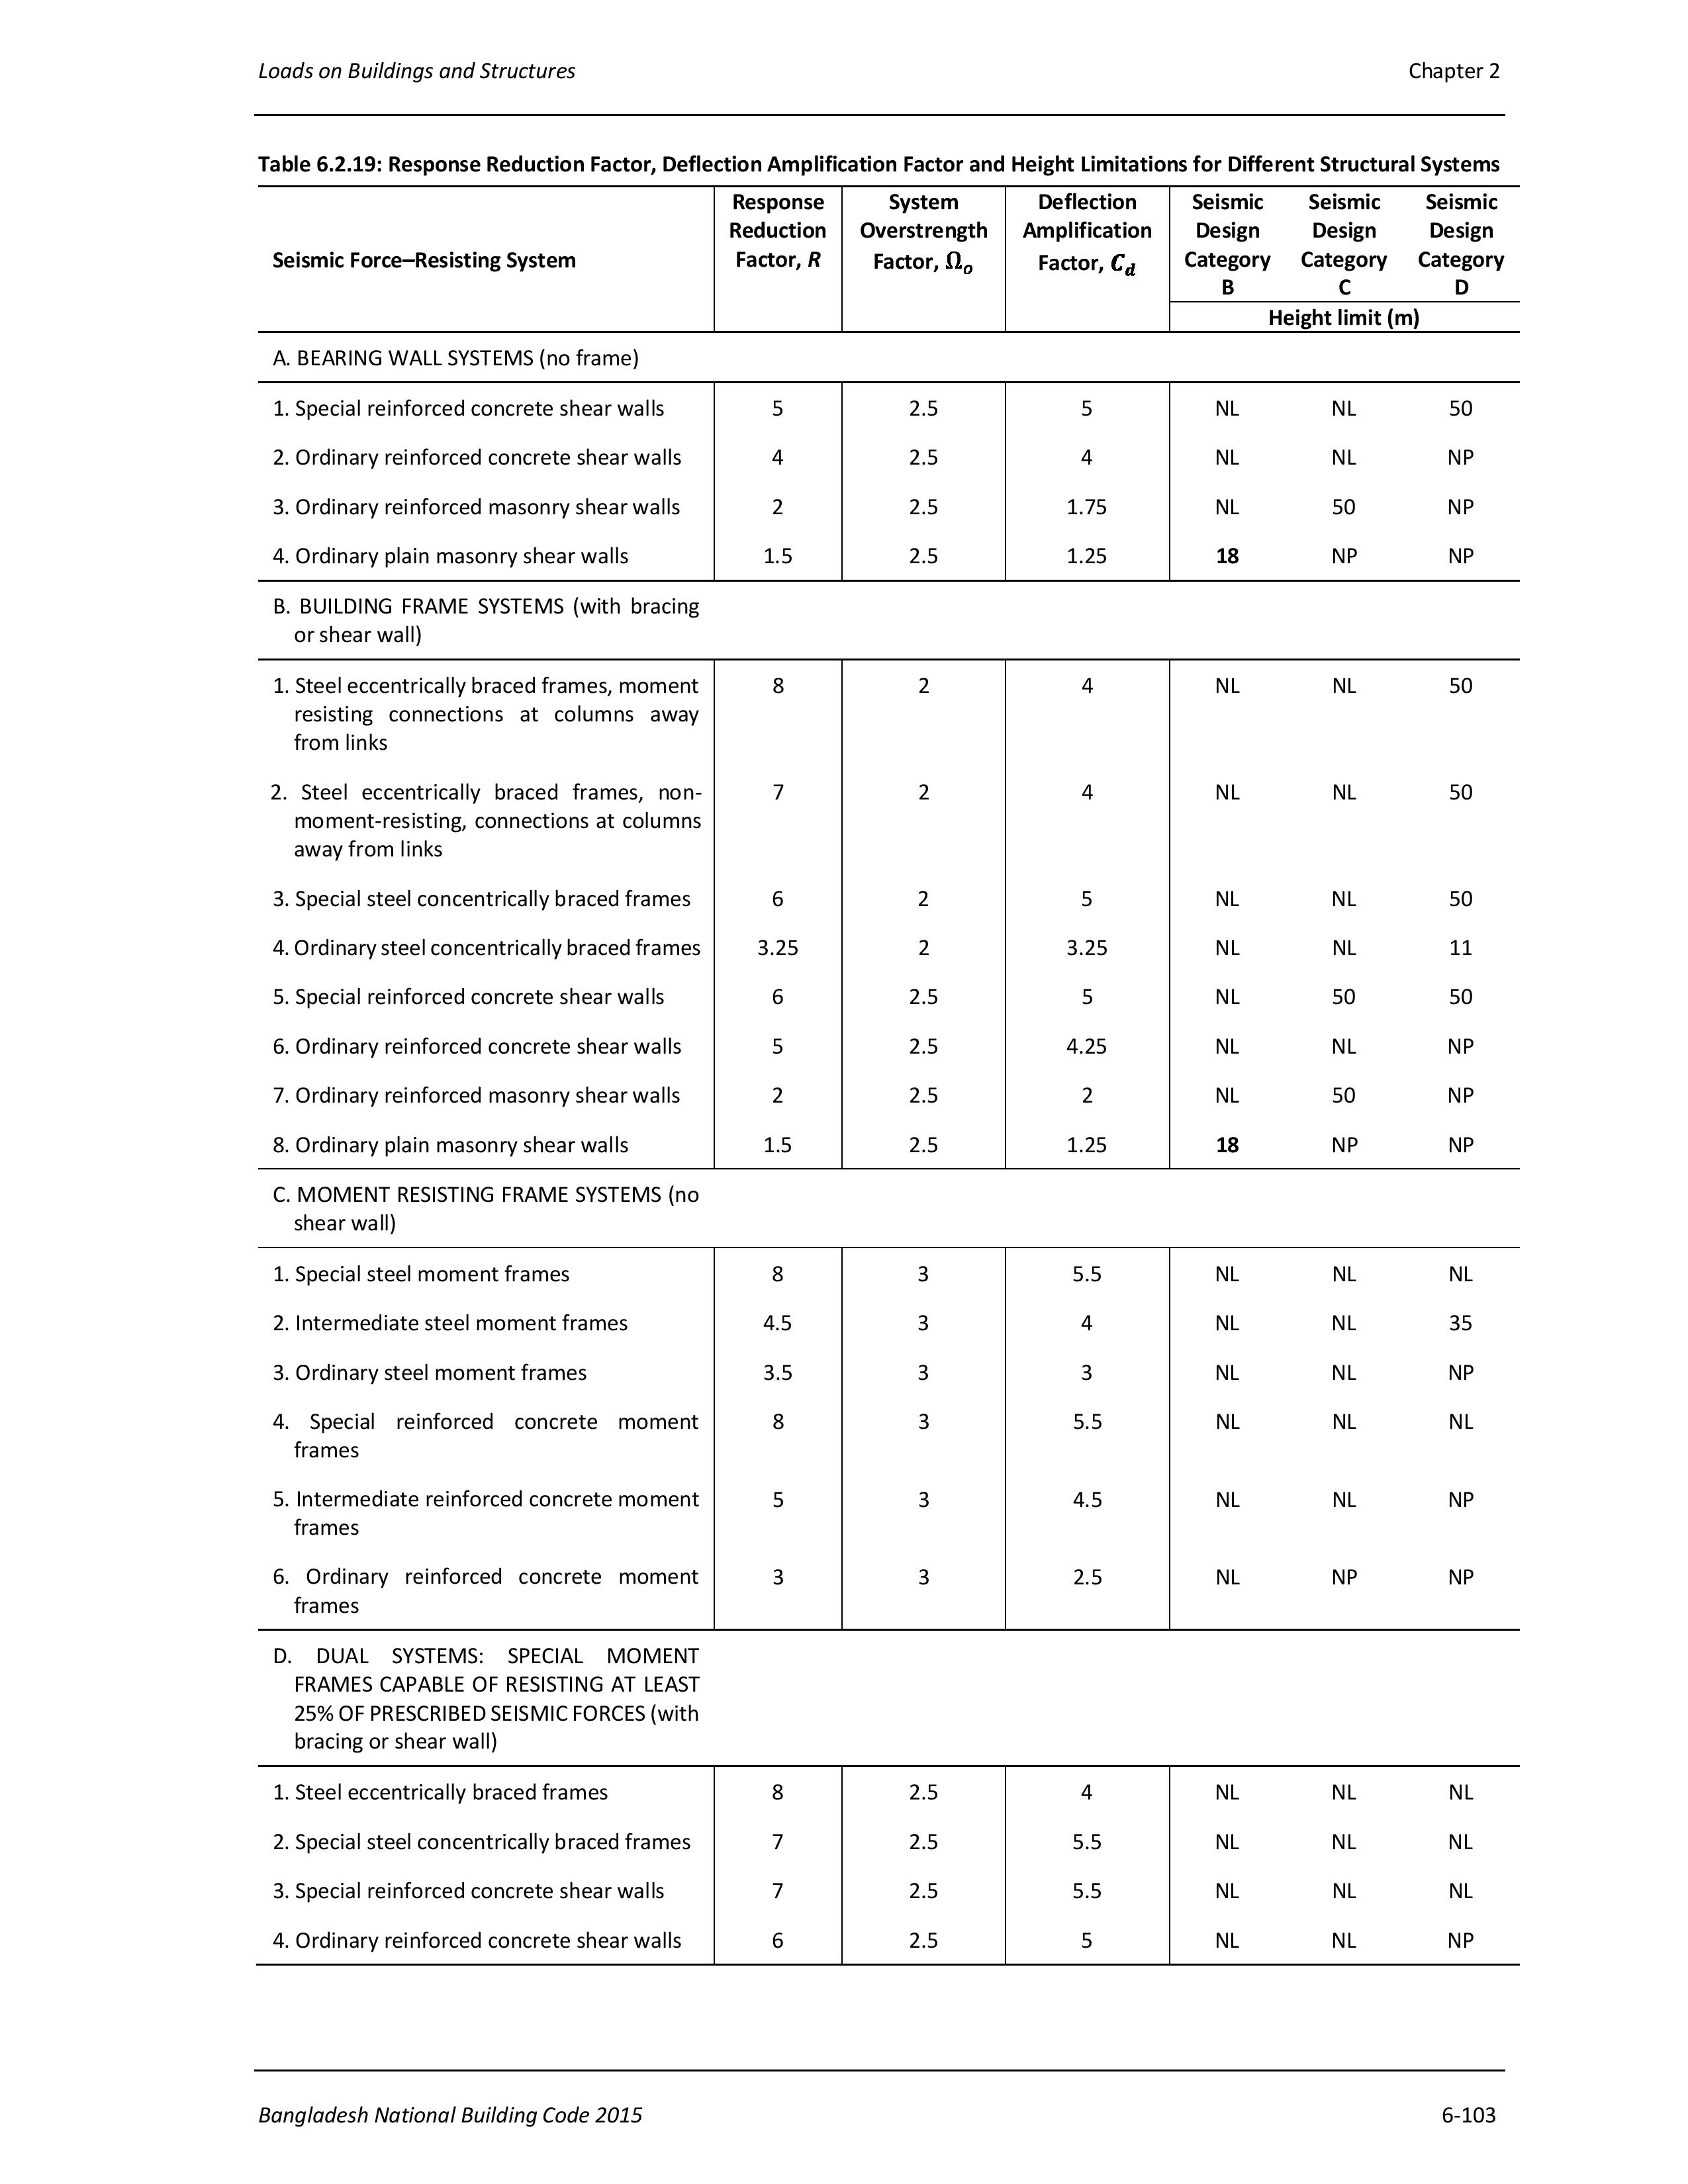 Loads on Buildings and Structures Chapter 2
Table 6.2.19: Response Reduction Factor, Deflection Amplification Factor and Height Limitations for Different Structural Systems
Seismic Force–Resisting System
Response
Reduction
Factor, R
System
Overstrength
Factor, Ωo
Deflection
Amplification
Factor, Cd
Seismic
Design
Category
B
Seismic
Design
Category
C
Seismic
Design
Category
D
Height limit (m)
A. BEARING WALL SYSTEMS (no frame)
1. Special reinforced concrete shear walls 5 2.5 5 NL NL 50
2. Ordinary reinforced concrete shear walls 4 2.5 4 NL NL NP
3. Ordinary reinforced masonry shear walls 2 2.5 1.75 NL 50 NP
4. Ordinary plain masonry shear walls 1.5 2.5 1.25 18 NP NP
B. BUILDING FRAME SYSTEMS (with bracing
or shear wall)
1. Steel eccentrically braced frames, moment 8 2 4 NL NL 50
resisting connections at columns away
from links
2. Steel eccentrically braced frames, non- 7 2 4 NL NL 50
moment-resisting, connections at columns
away from links
3. Special steel concentrically braced frames 6 2 5 NL NL 50
4. Ordinary steel concentrically braced frames 3.25 2 3.25 NL NL 11
5. Special reinforced concrete shear walls 6 2.5 5 NL 50 50
6. Ordinary reinforced concrete shear walls 5 2.5 4.25 NL NL NP
7. Ordinary reinforced masonry shear walls 2 2.5 2 NL 50 NP
8. Ordinary plain masonry shear walls 1.5 2.5 1.25 18 NP NP
C. MOMENT RESISTING FRAME SYSTEMS (no
shear wall)
1. Special steel moment frames 8 3 5.5 NL NL NL
2. Intermediate steel moment frames 4.5 3 4 NL NL 35
3. Ordinary steel moment frames 3.5 3 3 NL NL NP
4. Special reinforced concrete moment 8 3 5.5 NL NL NL
frames
5. Intermediate reinforced concrete moment 5 3 4.5 NL NL NP
frames
6. Ordinary reinforced concrete moment 3 3 2.5 NL NP NP
frames
D. DUAL SYSTEMS: SPECIAL MOMENT
FRAMES CAPABLE OF RESISTING AT LEAST
25% OF PRESCRIBED SEISMIC FORCES (with
bracing or shear wall)
1. Steel eccentrically braced frames 8 2.5 4 NL NL NL
2. Special steel concentrically braced frames 7 2.5 5.5 NL NL NL
3. Special reinforced concrete shear walls 7 2.5 5.5 NL NL NL
4. Ordinary reinforced concrete shear walls 6 2.5 5 NL NL NP
Bangladesh National Building Code 2015 6-103